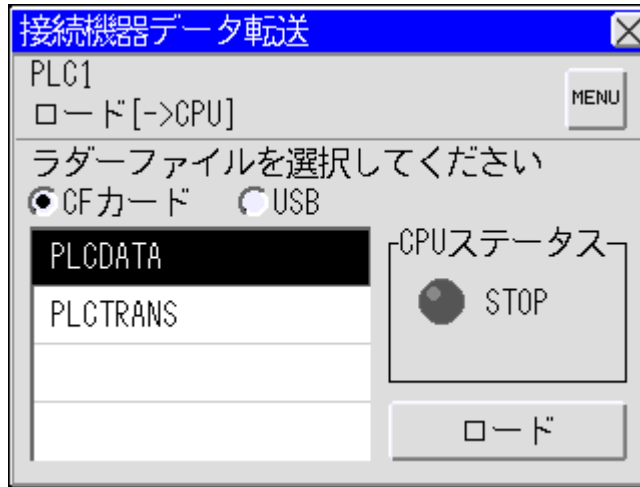 接続機器データ転送
PLC1
ロード[->CPU]
MENU
ラダーファイルを選択してください
CFカード USB
PLCDATA
PLCTRANS
CPUステータス
STOP
ロード